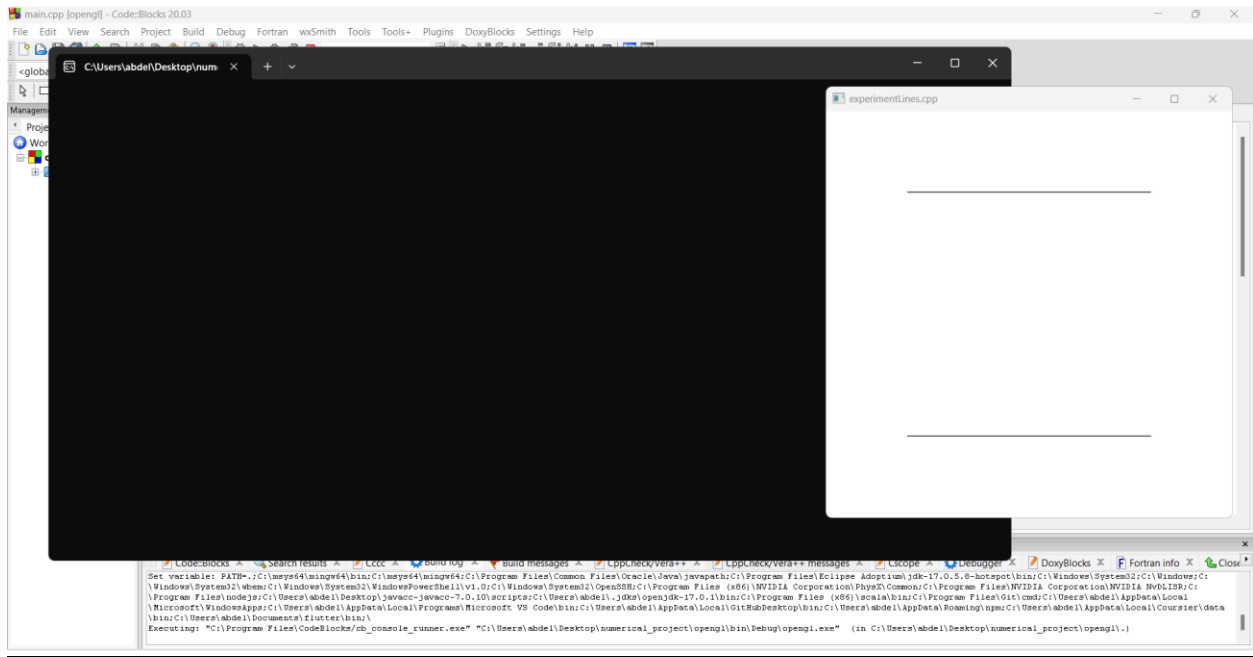 main.cpp [opengl] - Code::Blocks 20.03
File Edit View Search Project Build Debug Fortran wxSmith Tools Tools+ Plugins DoxyBlocks Settings Help
<globa
C:\Users\abdel\Desktop\num
experimentLines.cpp
Managem
Proje
Wor
Code::Blocks Search results Cccc Build log Build messages CppCheck/Vera++ CppCheck/Vera++ messages Cscope Debugger DoxyBlocks Fortran info Close
Set variable: PATH=.;C:\msys64\mingw64\bin;C:\msys64\mingw64;C:\Program Files\Common Files\Oracle\Java\javapath;C:\Program Files\Eclipse Adoptium\jdk-17.0.5.8-hotspot\bin;C:\Windows\System32;C:\Windows;C:
\Windows\System32\wbem;C:\Windows\System32\WindowsPowerShell\v1.0;C:\Windows\System32\OpenSSH;C:\Program Files (x86)\NVIDIA Corporation\PhysX\Common;C:\Program Files\NVIDIA Corporation\NVIDIA NvDLISR;C:
\Program Files\nodejs;C:\Users\abdel\Desktop\javacc-javacc-7.0.10\scripts;C:\Users\abdel\.jdks\openjdk-17.0.1\bin;C:\Program Files (x86)\scala\bin;C:\Program Files\Git\cmd;C:\Users\abdel\AppData\Local
\Microsoft\WindowsApps;C:\Users\abdel\AppData\Local\Programs\Microsoft VS Code\bin;C:\Users\abdel\AppData\Local\GitHubDesktop\bin;C:\Users\abdel\AppData\Roaming\npm;C:\Users\abdel\AppData\Local\Coursier\data
\bin;C:\Users\abdel\Documents\flutter\bin;\
Executing: "C:\Program Files\CodeBlocks/cb_console_runner.exe" "C:\Users\abdel\Desktop\numerical_project\opengl\bin\Debug\opengl.exe" (in C:\Users\abdel\Desktop\numerical_project\opengl\.)